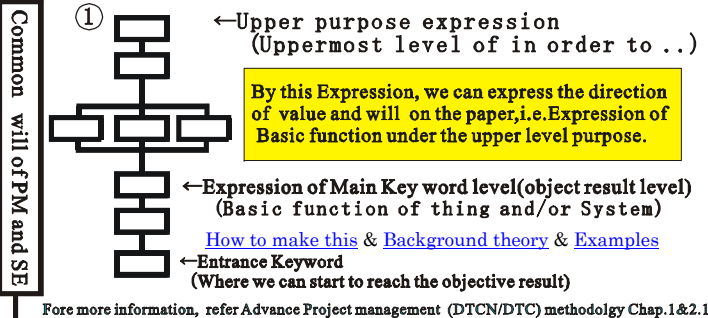 Common will of PM and SE
①
←Upper purpose expression
(Uppermost level of in order to ..)
By this Expression, we can express the direction
of value and will on the paper,i.e.Expression of
Basic function under the upper level purpose.
←Expression of Main Key word level(object result level)
(Basic function of thing and/or System)
How to make this & Background theory & Examples
←Entrance Keyword
(Where we can start to reach the objective result)
Fore more information, refer Advance Project management (DTCN/DTC) methodolgy Chap.1&2.1